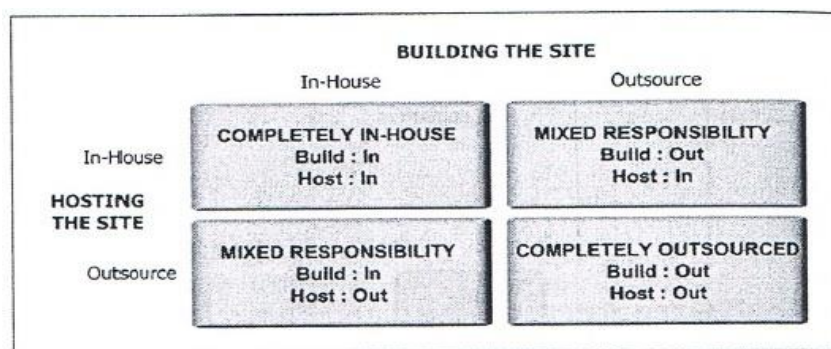 BUILDING THE SITE
In-House Outsource
In-House
COMPLETELY IN-HOUSE
Build : In
Host : In
MIXED RESPONSIBILITY
Build : Out
Host : In
HOSTING
THE SITE
Outsource
MIXED RESPONSIBILITY
Build : In
Host : Out
COMPLETELY OUTSOURCED
Build : Out
Host : Out